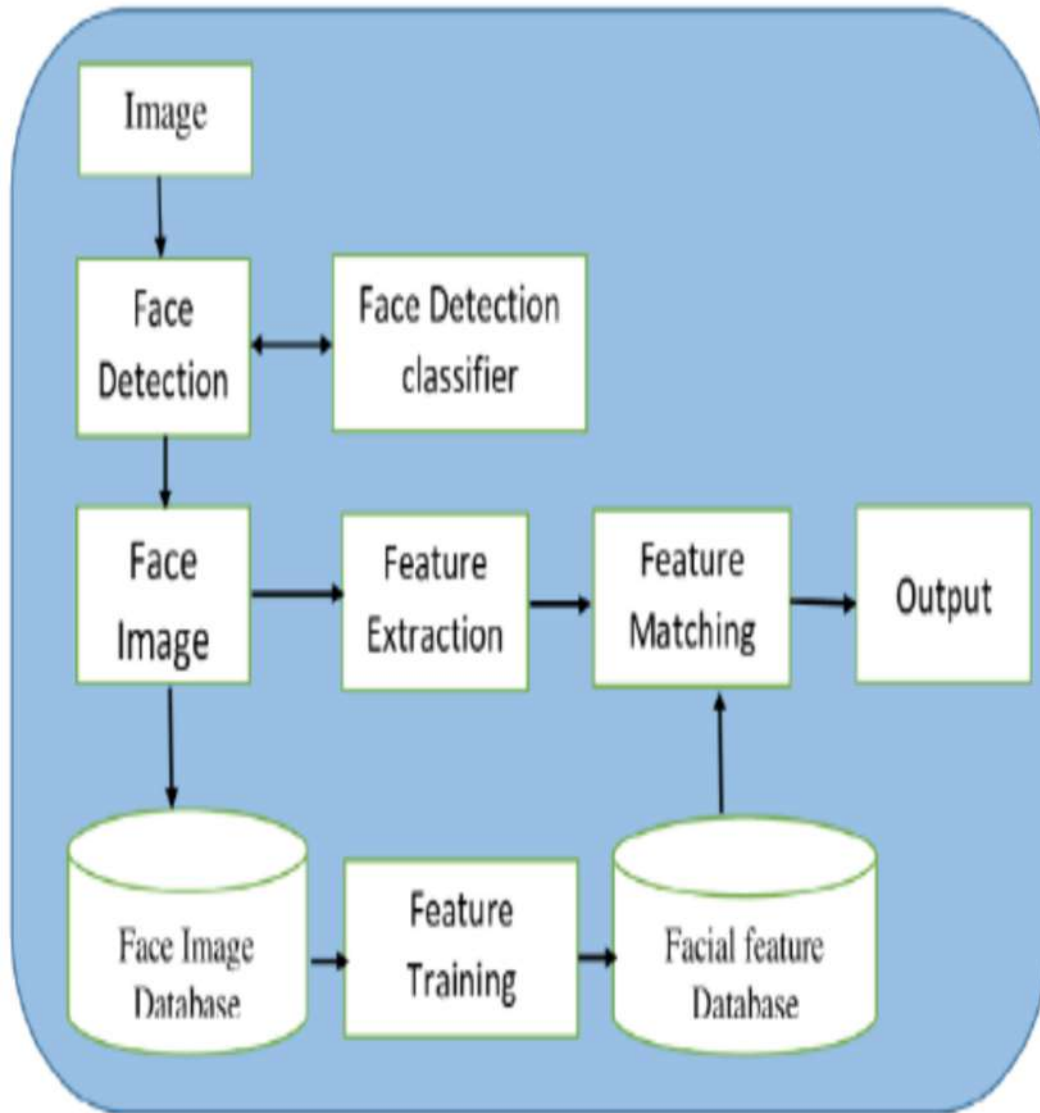 Image
Face
Detection
Face Detection
classifier
Face
Image
Feature
Extraction
Feature
Matching
Output
Face Image
Database
Feature
Training
Facial feature
Database